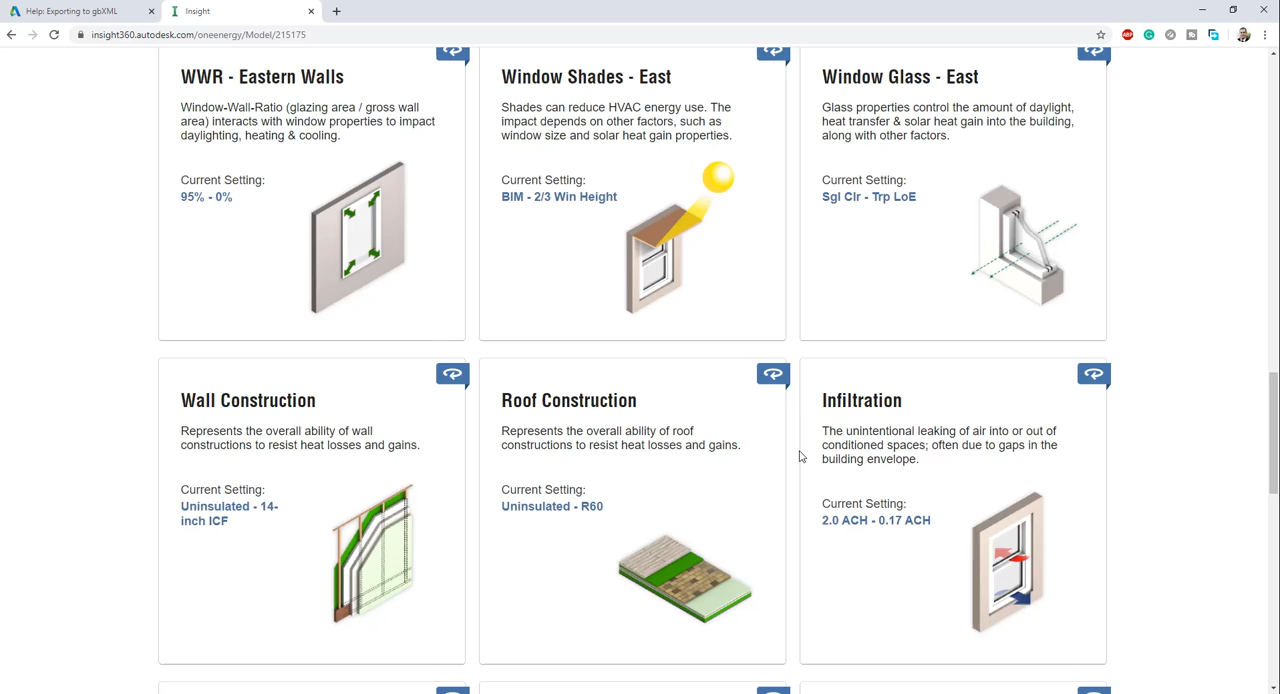 Help: Exporting to gbXML
Insight
insight360.autodesk.com/oneenergy/Model/215175
WWR - Eastern Walls
Window-Wall-Ratio (glazing area / gross wall
area) interacts with window properties to impact
daylighting, heating & cooling.
Current Setting:
95% - 0%
Window Shades - East
Shades can reduce HVAC energy use. The
impact depends on other factors, such as
window size and solar heat gain properties.
Current Setting:
BIM - 2/3 Win Height
Window Glass - East
Glass properties control the amount of daylight,
heat transfer & solar heat gain into the building,
along with other factors.
Current Setting:
Sgl Clr - Trp LoE
Wall Construction
Represents the overall ability of wall
constructions to resist heat losses and gains.
Current Setting:
Uninsulated - 14-
inch ICF
Roof Construction
Represents the overall ability of roof
constructions to resist heat losses and gains.
Current Setting:
Uninsulated - R60
Infiltration
The unintentional leaking of air into or out of
conditioned spaces; often due to gaps in the
building envelope.
Current Setting:
2.0 ACH - 0.17 ACH